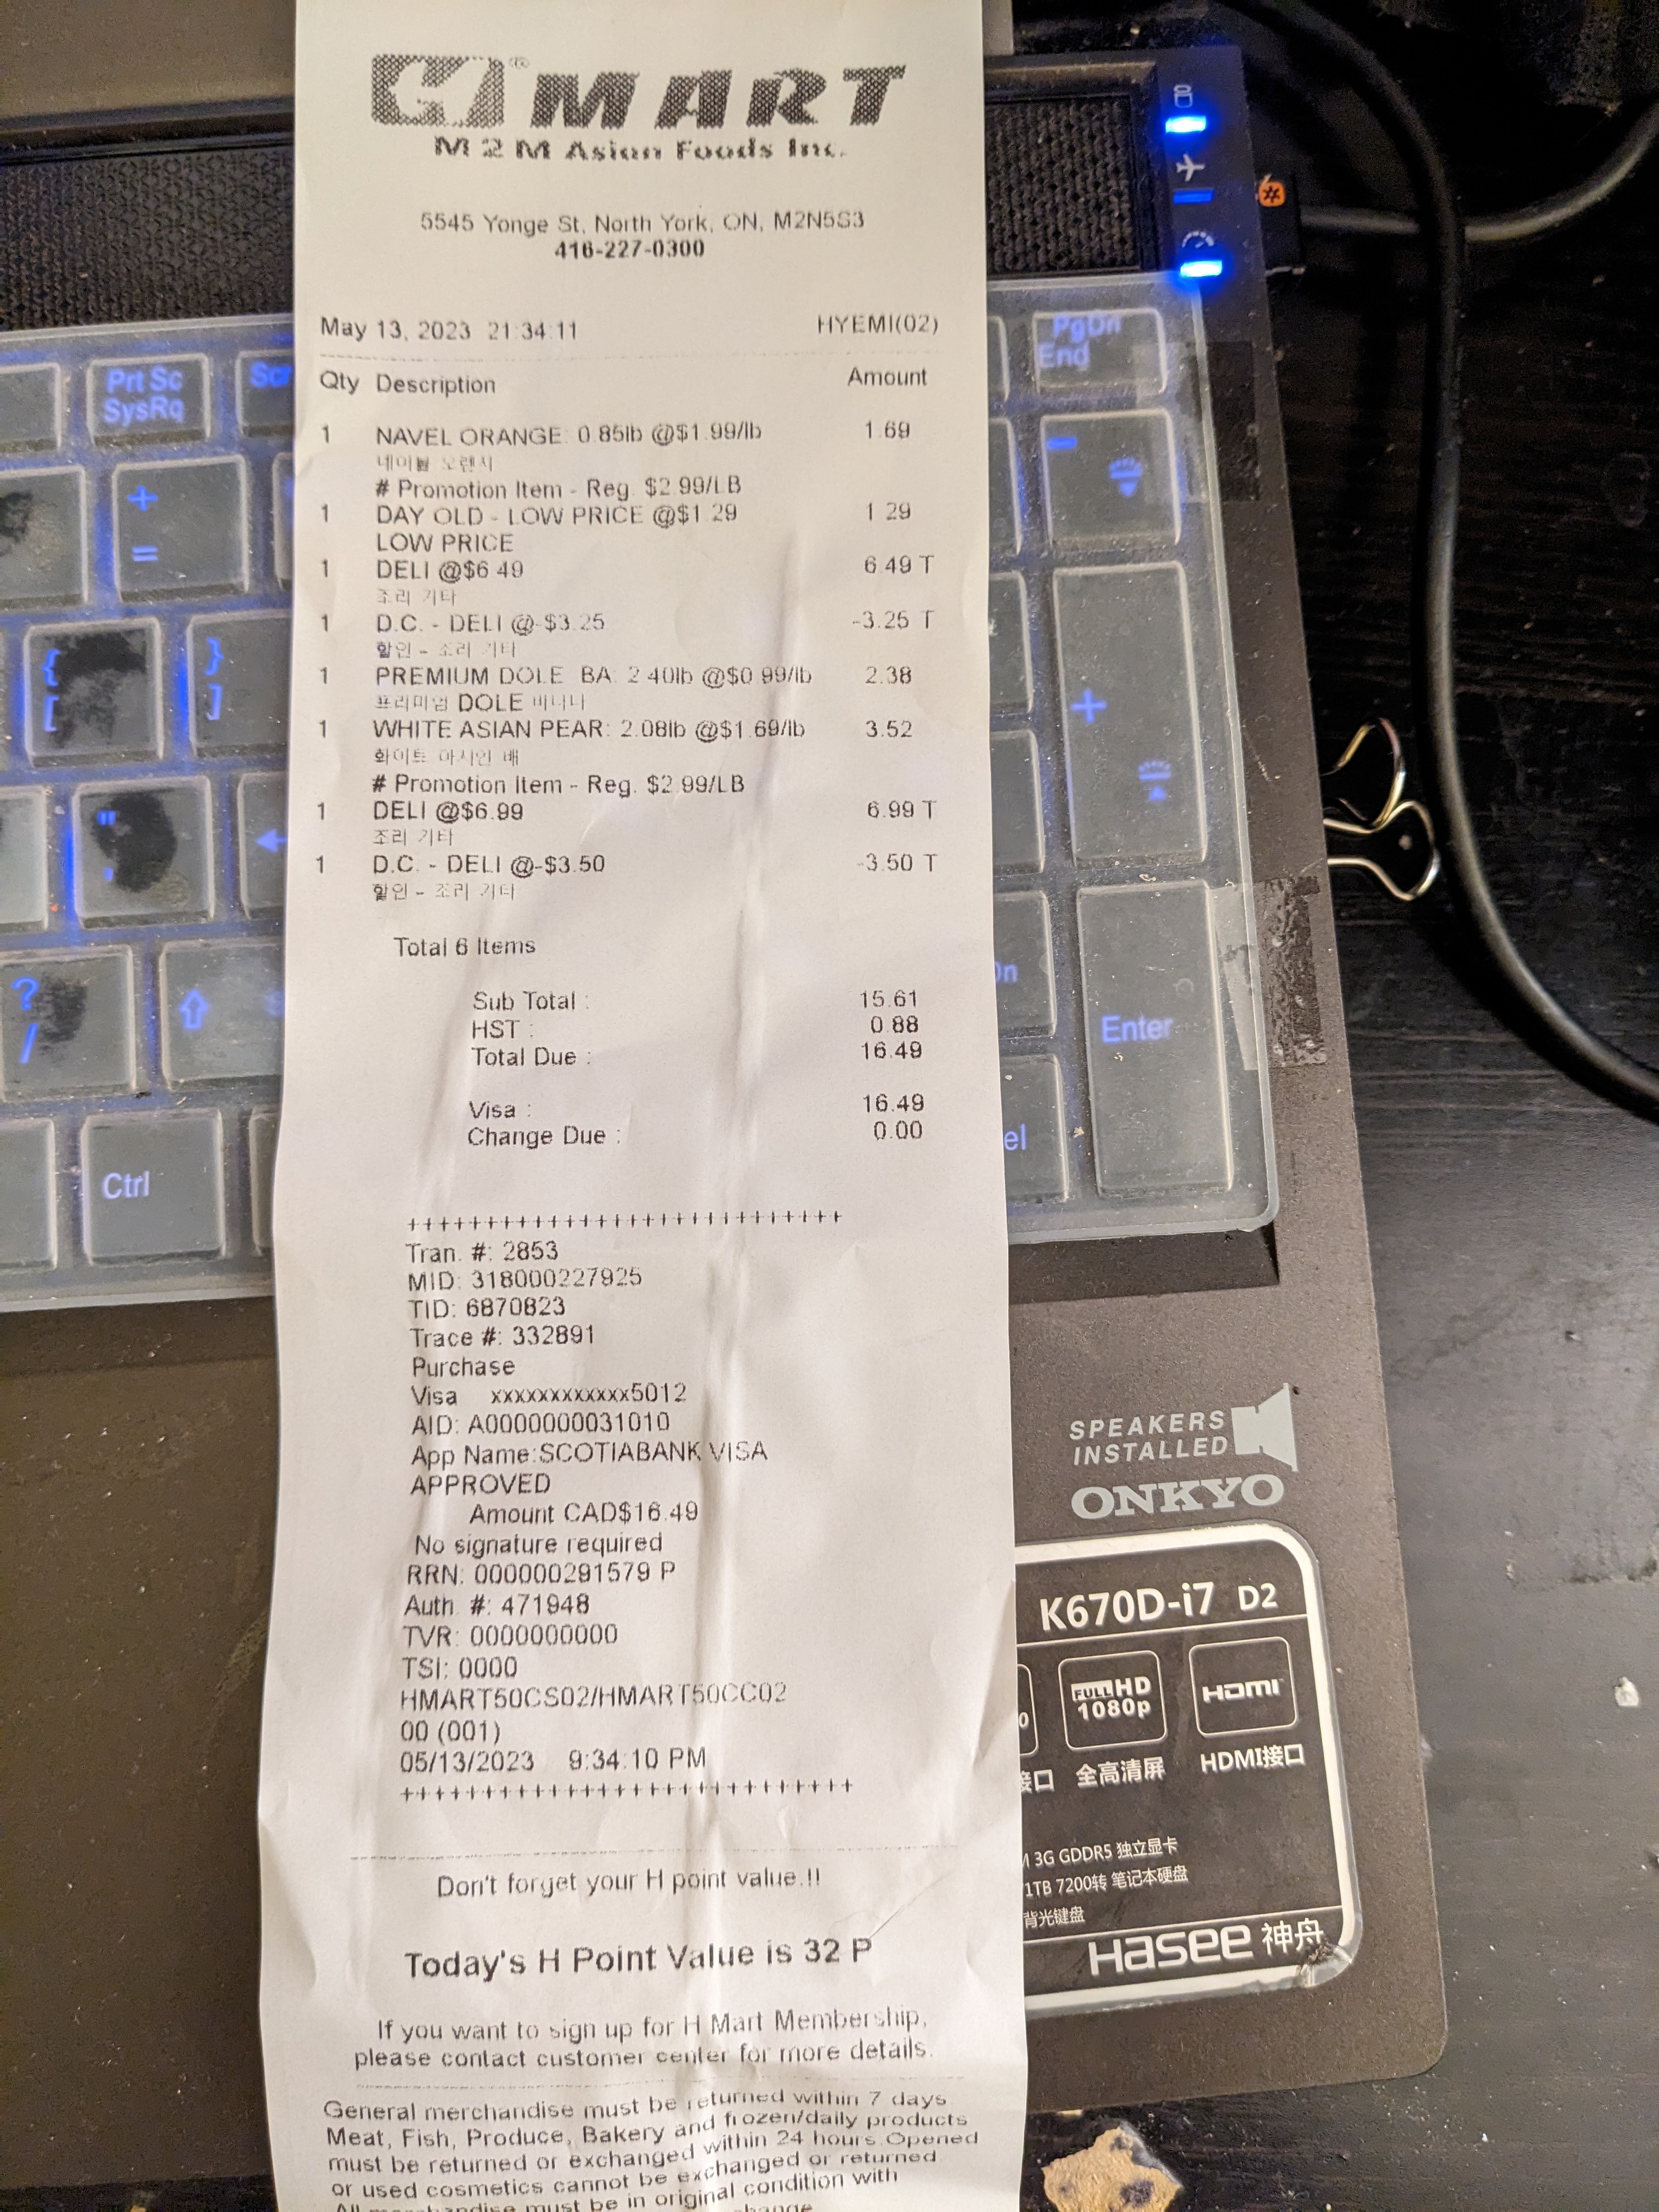 H® MART
M 2 M Asian Foods Inc.
5545 Yonge St, North York, ON, M2N5S3
416-227-0300
May 13, 2023 21:34:11 HYEMI(02)
Qty Description Amount
1 NAVEL ORANGE: 0.85lb @$1.99/lb 1.69
네이블 오렌지
# Promotion Item - Reg. $2.99/LB
1 DAY OLD - LOW PRICE @$1.29 1.29
LOW PRICE
1 DELI @$6.49 6.49 T
조리 기타
1 D.C. - DELI @-$3.25 -3.25 T
할인 - 조리 기타
1 PREMIUM DOLE BA: 2.40lb @$0.99/lb 2.38
프리미엄 DOLE 바나나
1 WHITE ASIAN PEAR: 2.08lb @$1.69/lb 3.52
화이트 아시안 배
# Promotion Item - Reg. $2.99/LB
1 DELI @$6.99 6.99 T
조리 기타
1 D.C. - DELI @-$3.50 -3.50 T
할인 - 조리 기타
Total 6 Items
Sub Total : 15.61
HST : 0.88
Total Due : 16.49
Visa : 16.49
Change Due : 0.00
++++++++++++++++++++++++++++
Tran. #: 2853
MID: 318000227925
TID: 6870823
Trace #: 332891
Purchase
Visa xxxxxxxxxxxx5012
AID: A0000000031010
App Name:SCOTIABANK VISA
APPROVED
Amount CAD$16.49
No signature required
RRN: 000000291579 P
Auth. #: 471948
TVR: 0000000000
TSI: 0000
HMART50CS02/HMART50CC02
00 (001)
05/13/2023 9:34:10 PM
++++++++++++++++++++++++++++
Don't forget your H point value.!!
Today's H Point Value is 32 P
If you want to sign up for H Mart Membership,
please contact customer center for more details.
General merchandise must be returned within 7 days.
Meat, Fish, Produce, Bakery and frozen/daily products
must be returned or exchanged within 24 hours.Opened
or used cosmetics cannot be exchanged or returned.
must be in original condition with
Prt Sc
SysRq
Scr
+
=
{
[
}
]
"
'
?
/
Ctrl
PgDn
End
-
+
Enter
SPEAKERS
INSTALLED
ONKYO
K670D-i7 D2
FULL HD
1080p
HDMI
接口
全高清屏
HDMI接口
3G GDDR5 独立显卡
1TB 7200转 笔记本硬盘
背光键盘
Hasee 神舟